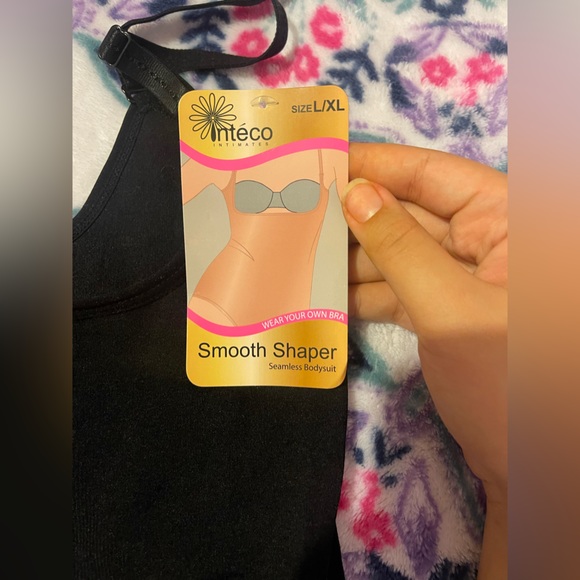 SIZE L/XL
intéco
INTIMATES
WEAR YOUR OWN BRA
Smooth Shaper
Seamless Bodysuit